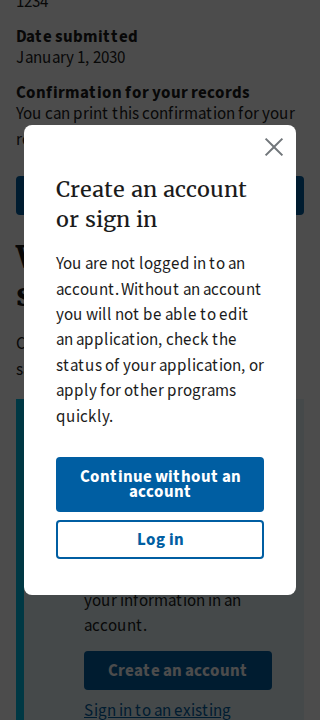 1234
Date submitted
January 1, 2030
Confirmation for your records
You can print this confirmation for your
Create an account
or sign in
You are not logged in to an
account. Without an account
you will not be able to edit
an application, check the
status of your application, or
apply for other programs
quickly.
Continue without an
account
Log in
your information in an
account.
Create an account
Sign in to an existing